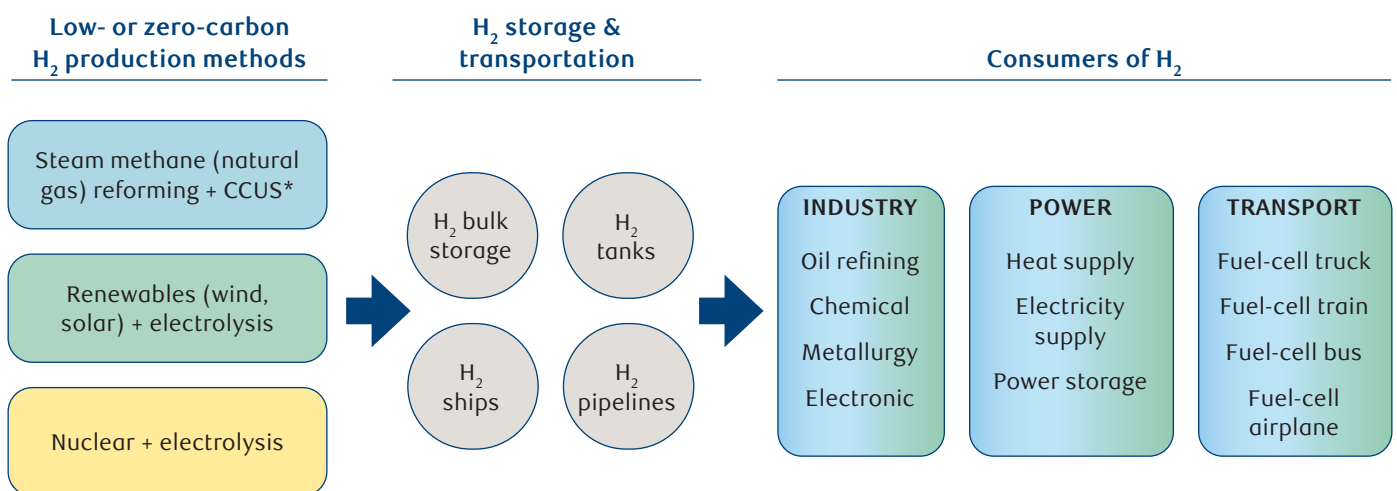 Low- or zero-carbon
H₂ production methods
H₂ storage &
transportation
Consumers of H₂
Steam methane (natural
gas) reforming + CCUS*
Renewables (wind,
solar) + electrolysis
Nuclear + electrolysis
H₂ bulk
storage
H₂
tanks
H₂
ships
H₂
pipelines
INDUSTRY
Oil refining
Chemical
Metallurgy
Electronic
POWER
Heat supply
Electricity
supply
Power storage
TRANSPORT
Fuel-cell truck
Fuel-cell train
Fuel-cell bus
Fuel-cell
airplane